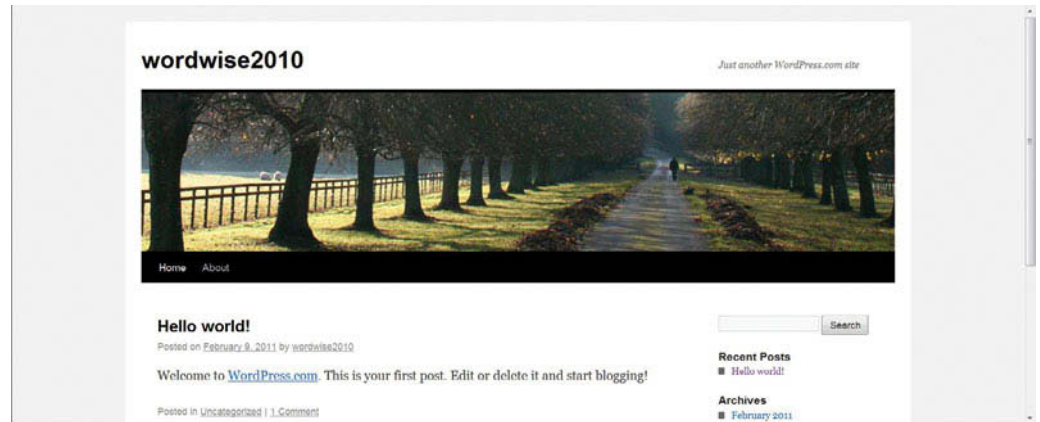 wordwise2010
Just another WordPress.com site
Home About
Hello world!
Posted on February 9, 2011 by wordwise2010
Welcome to WordPress.com. This is your first post. Edit or delete it and start blogging!
Posted in Uncategorized | 1 Comment
Search
Recent Posts
Hello world!
Archives
February 2011